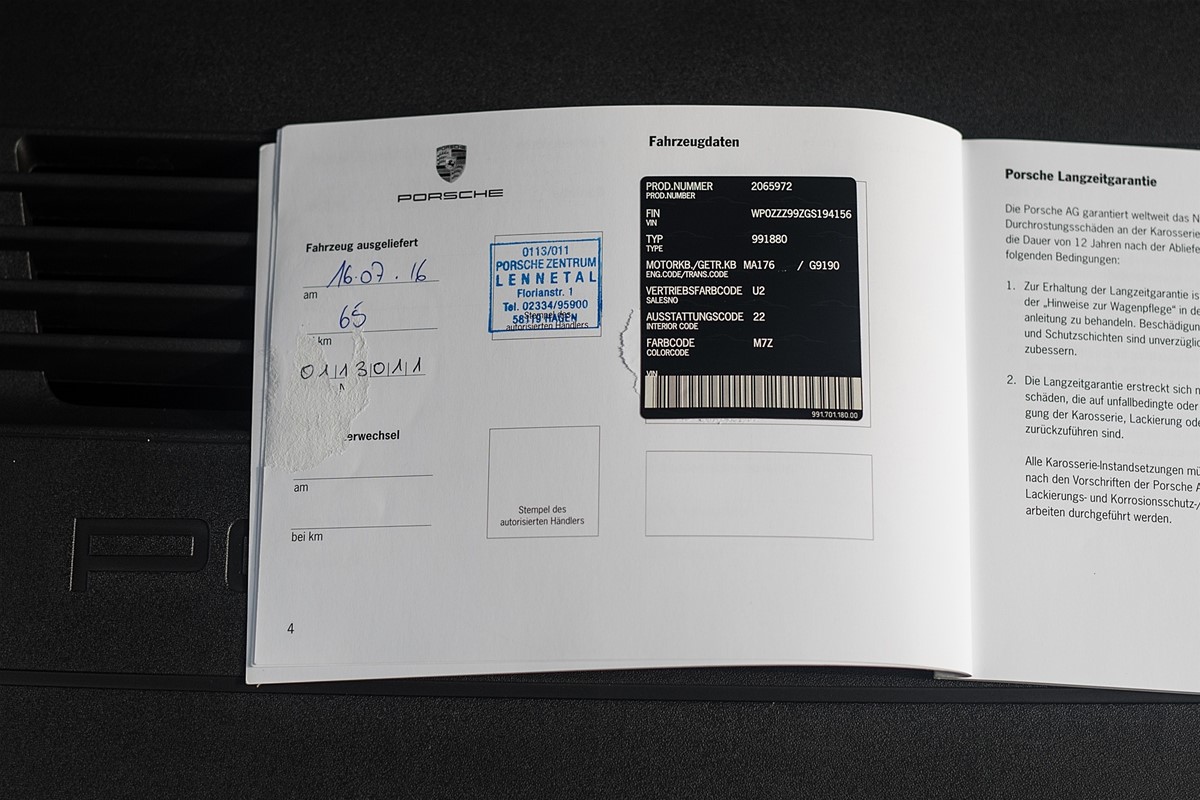 PORSCHE
Fahrzeug ausgeliefert
16.07.16
am
65
km
0113011
erwechsel
am
bei km
4
0113/011
PORSCHE ZENTRUM
LENNETAL
Florianstr. 1
Tel. 02334/95900
58119 HAGEN
Stempel des
autorisierten Händlers
Stempel des
autorisierten Händlers
Fahrzeugdaten
PROD.NUMMER 2065972
PROD.NUMBER
FIN WP0ZZZ99ZGS194156
VIN
TYP 991880
TYPE
MOTORKB./GETR.KB MA176 / G9190
ENG.CODE/TRANS.CODE
VERTRIEBSFARBCODE U2
SALESNO
AUSSTATTUNGSCODE 22
INTERIOR CODE
FARBCODE M7Z
COLORCODE
VIN
991.701.180.00
Porsche Langzeitgarantie
Die Porsche AG garantiert weltweit das N
Durchrostungsschäden an der Karosserie
die Dauer von 12 Jahren nach der Abliefe
folgenden Bedingungen:
1. Zur Erhaltung der Langzeitgarantie is
der „Hinweise zur Wagenpflege" in de
anleitung zu behandeln. Beschädigun
und Schutzschichten sind unverzüglic
zubessern.
2. Die Langzeitgarantie erstreckt sich n
schäden, die auf unfallbedingte oder
gung der Karosserie, Lackierung ode
zurückzuführen sind.
Alle Karosserie-Instandsetzungen mü
nach den Vorschriften der Porsche A
Lackierungs- und Korrosionsschutz-/
arbeiten durchgeführt werden.